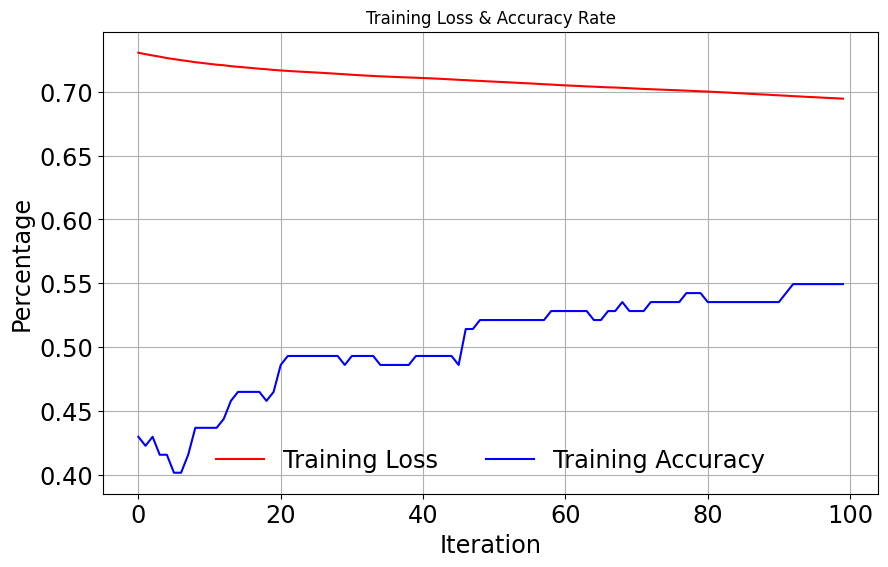 Training Loss & Accuracy Rate
Percentage
0.70
0.65
0.60
0.55
0.50
0.45
0.40
Training Loss
Training Accuracy
0
20
40
60
80
100
Iteration